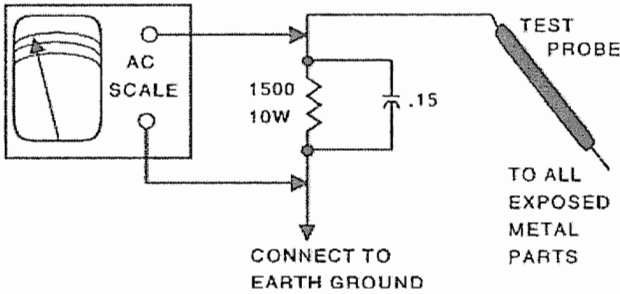 AC
SCALE
1500
10W
.15
TEST
PROBE
TO ALL
EXPOSED
METAL
PARTS
CONNECT TO
EARTH GROUND